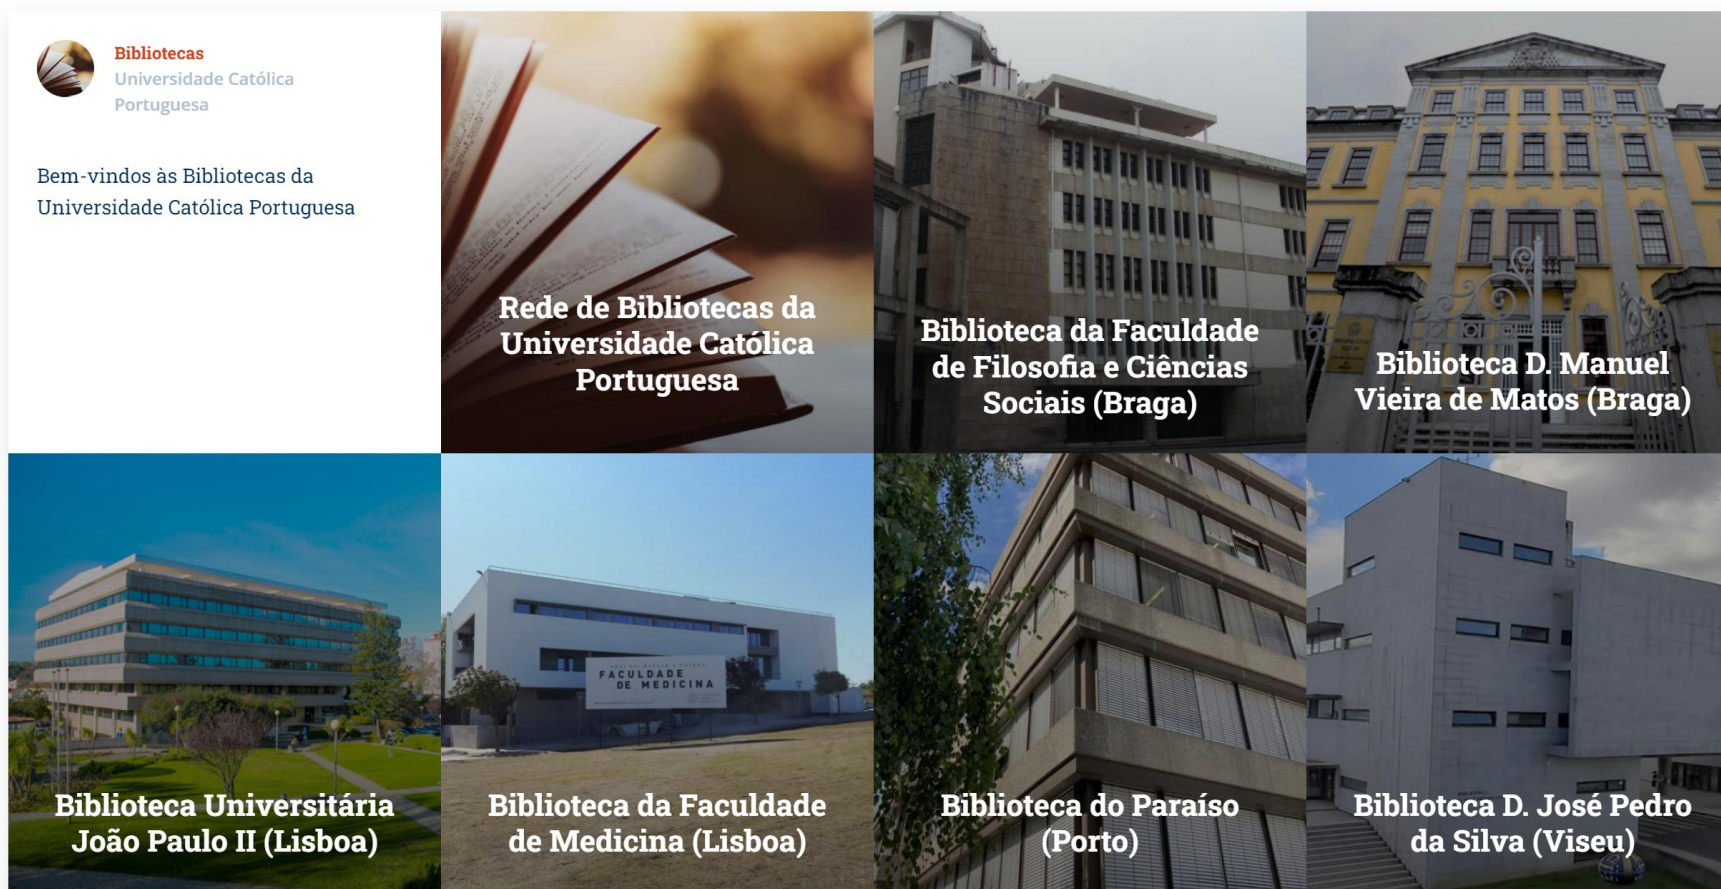 Bibliotecas
Universidade Católica
Portuguesa
Bem-vindos às Bibliotecas da
Universidade Católica Portuguesa
Rede de Bibliotecas da
Universidade Católica
Portuguesa
Biblioteca da Faculdade
de Filosofia e Ciências
Sociais (Braga)
Biblioteca D. Manuel
Vieira de Matos (Braga)
Biblioteca Universitária
João Paulo II (Lisboa)
FACULDADE
DE MEDICINA
Biblioteca da Faculdade
de Medicina (Lisboa)
Biblioteca do Paraíso
(Porto)
Biblioteca D. José Pedro
da Silva (Viseu)